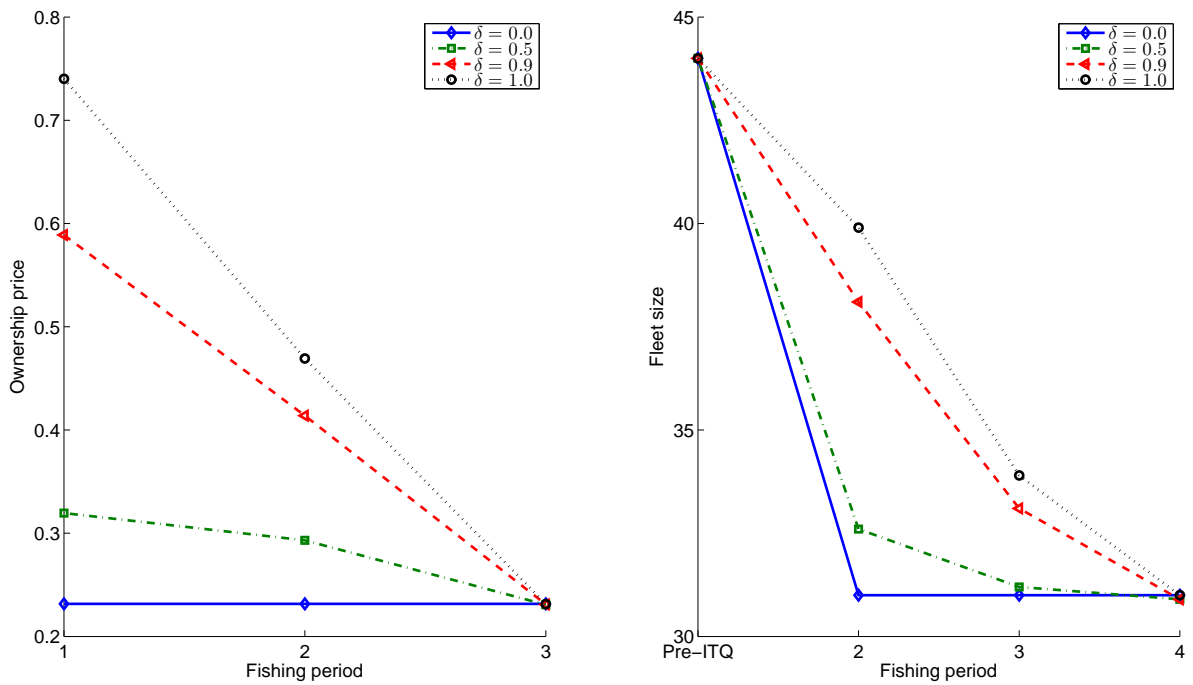 0.8
0.7
0.6
0.5
0.4
0.3
0.2
1
2
3
Ownership price
Fishing period
δ = 0.0
δ = 0.5
δ = 0.9
δ = 1.0
45
40
35
30
Pre−ITQ
2
3
4
Fleet size
Fishing period
δ = 0.0
δ = 0.5
δ = 0.9
δ = 1.0